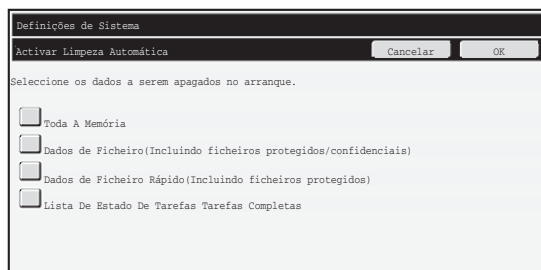 Definições de Sistema
Activar Limpeza Automática Cancelar OK
Seleccione os dados a serem apagados no arranque.
Toda A Memória
Dados de Ficheiro(Incluindo ficheiros protegidos/confidenciais)
Dados de Ficheiro Rápido(Incluindo ficheiros protegidos)
Lista De Estado De Tarefas Tarefas Completas